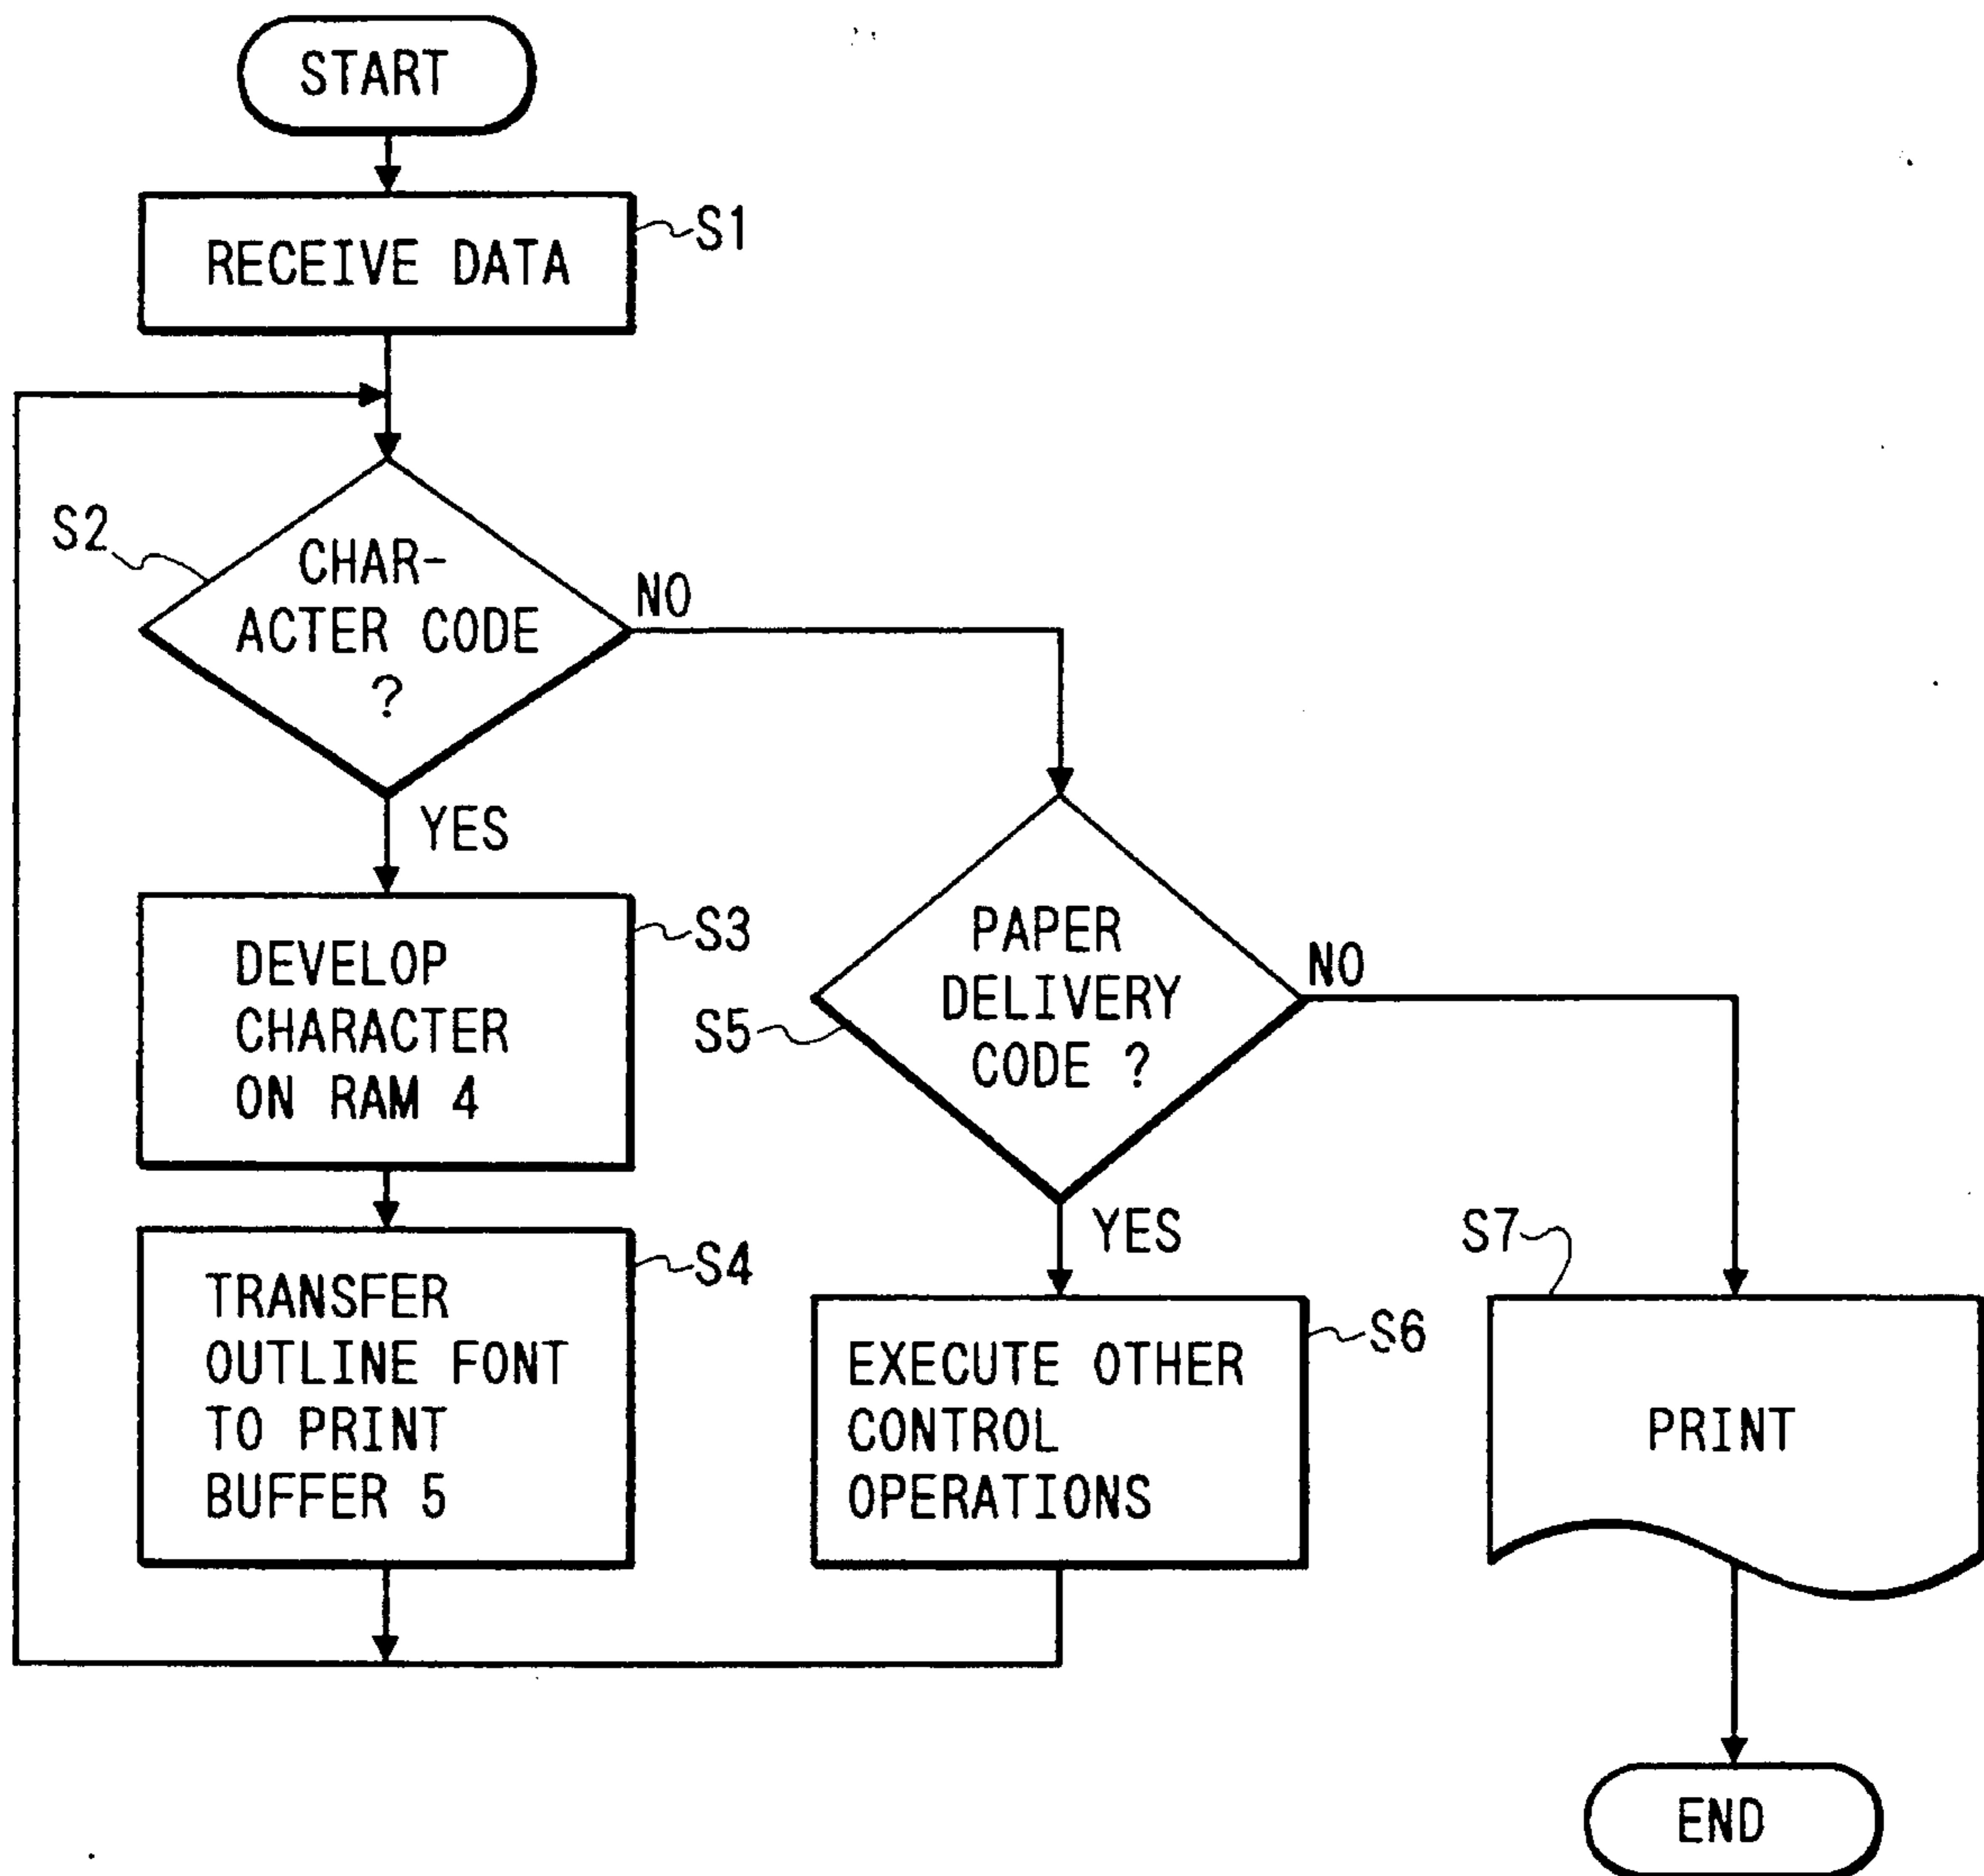 START
RECEIVE DATA
S1
S2
CHAR-
ACTER CODE
?
NO
YES
DEVELOP
CHARACTER
ON RAM 4
S3
TRANSFER
OUTLINE FONT
TO PRINT
BUFFER 5
S4
PAPER
DELIVERY
CODE ?
S5
NO
YES
EXECUTE OTHER
CONTROL
OPERATIONS
S6
S7
PRINT
END